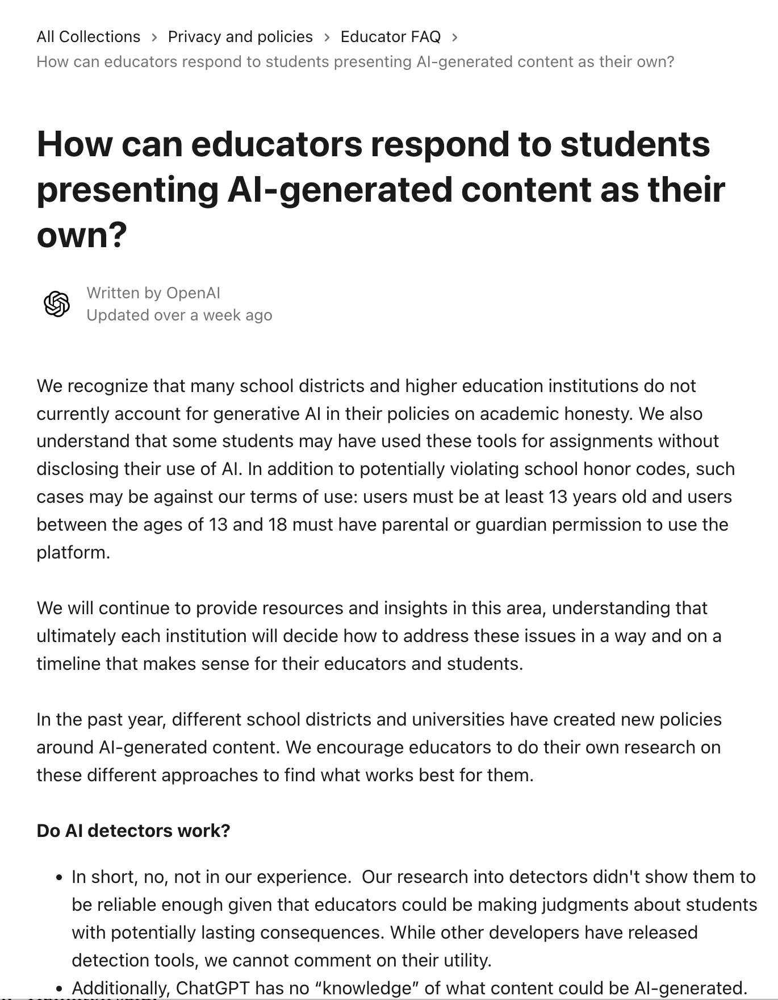 All Collections > Privacy and policies > Educator FAQ >
How can educators respond to students presenting AI-generated content as their own?
How can educators respond to students
presenting AI-generated content as their
own?
Written by OpenAI
Updated over a week ago
We recognize that many school districts and higher education institutions do not
currently account for generative AI in their policies on academic honesty. We also
understand that some students may have used these tools for assignments without
disclosing their use of AI. In addition to potentially violating school honor codes, such
cases may be against our terms of use: users must be at least 13 years old and users
between the ages of 13 and 18 must have parental or guardian permission to use the
platform.
We will continue to provide resources and insights in this area, understanding that
ultimately each institution will decide how to address these issues in a way and on a
timeline that makes sense for their educators and students.
In the past year, different school districts and universities have created new policies
around AI-generated content. We encourage educators to do their own research on
these different approaches to find what works best for them.
Do AI detectors work?
• In short, no, not in our experience.  Our research into detectors didn't show them to
be reliable enough given that educators could be making judgments about students
with potentially lasting consequences. While other developers have released
detection tools, we cannot comment on their utility.
• Additionally, ChatGPT has no “knowledge” of what content could be AI-generated.